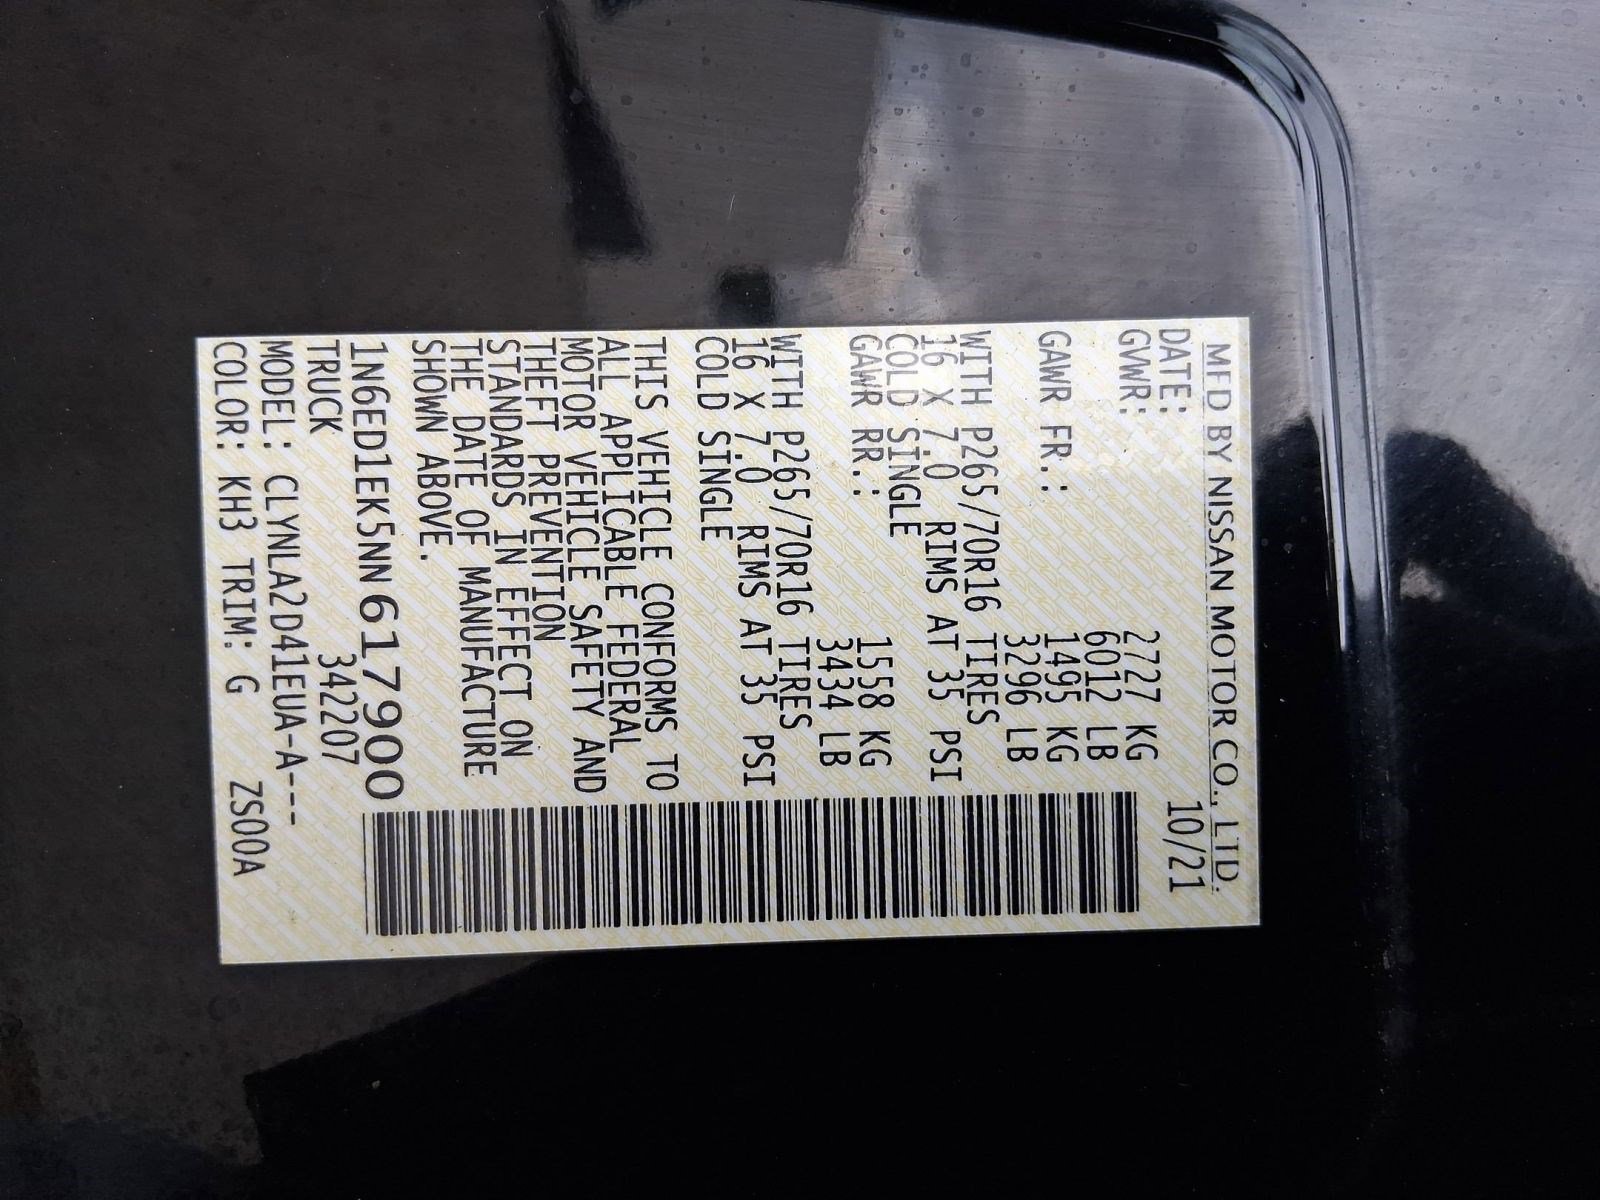 MFD BY NISSAN MOTOR CO., LTD.
DATE: 10/21
GVWR: 2727 KG
6012 LB
GAWR FR.: 1495 KG
3296 LB
WITH P265/70R16 TIRES
16 X 7.0 RIMS AT 35 PSI
COLD SINGLE
GAWR RR.: 1558 KG
3434 LB
WITH P265/70R16 TIRES
16 X 7.0 RIMS AT 35 PSI
COLD SINGLE
THIS VEHICLE CONFORMS TO
ALL APPLICABLE FEDERAL
MOTOR VEHICLE SAFETY AND
THEFT PREVENTION
STANDARDS IN EFFECT ON
THE DATE OF MANUFACTURE
SHOWN ABOVE.
1N6ED1EK5NN617900
TRUCK 342207
MODEL: CLYNLA2D41EUA-A---
COLOR: KH3 TRIM: G ZS00A